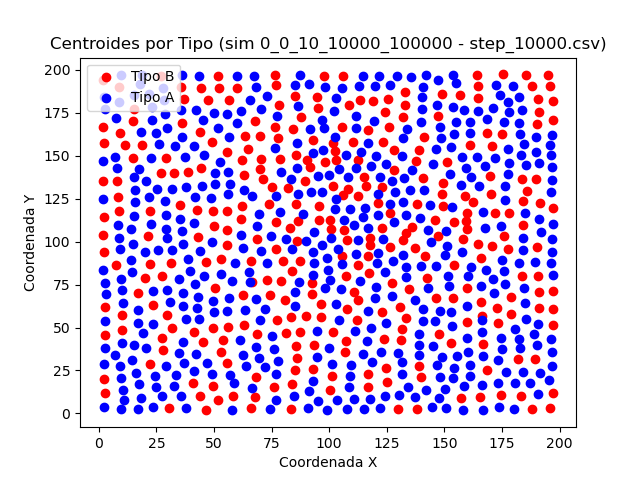 Centroides por Tipo (sim 0_0_10_10000_100000 - step_10000.csv)
Tipo B
Tipo A
Coordenada Y
200
175
150
125
100
75
50
25
0
0 25 50 75 100 125 150 175 200
Coordenada X